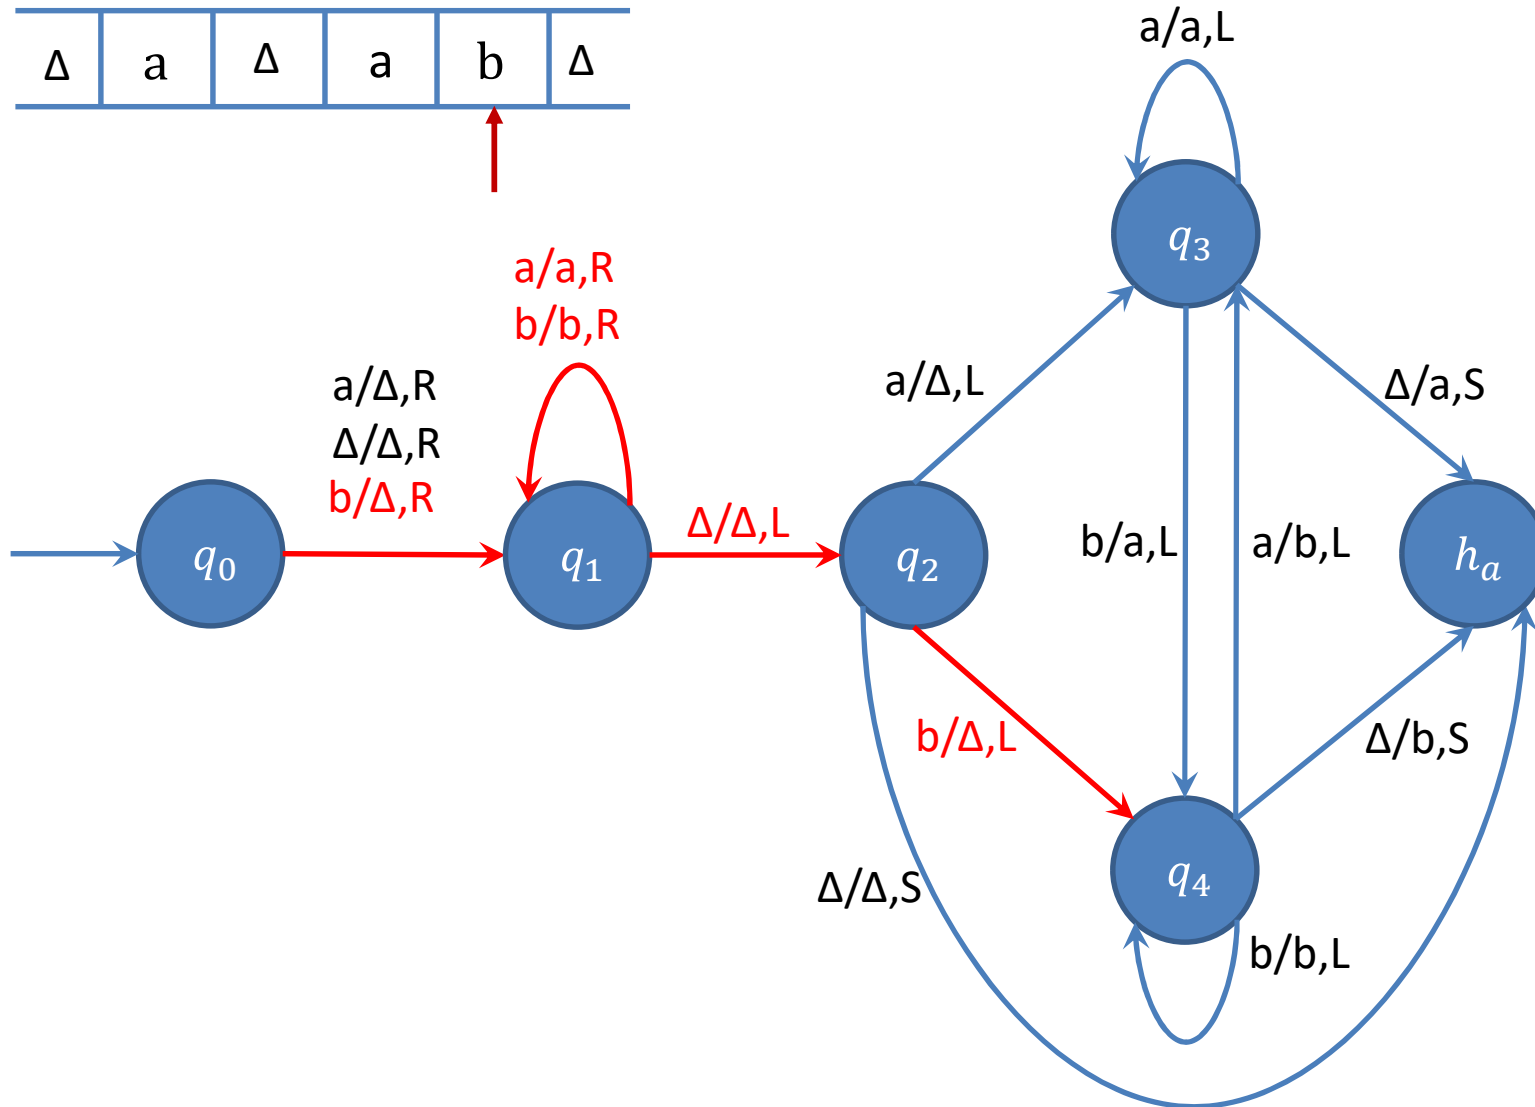 Δ a Δ a b Δ
a/a,L
q₃
a/a,R
b/b,R
a/Δ,R
Δ/Δ,R
b/Δ,R
a/Δ,L
Δ/a,S
Δ/Δ,L
b/a,L
a/b,L
q₀
q₁
q₂
hₐ
b/Δ,L
Δ/b,S
Δ/Δ,S
q₄
b/b,L